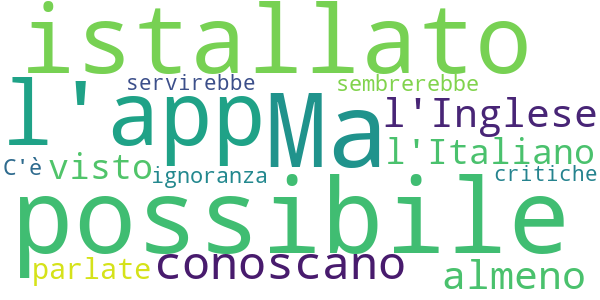 istallato
servirebbe
sembrerebbe
l'app
Ma
l'Inglese
l'Italiano
C'è
visto
ignoranza
critiche
possibile
parlate
conoscano
almeno